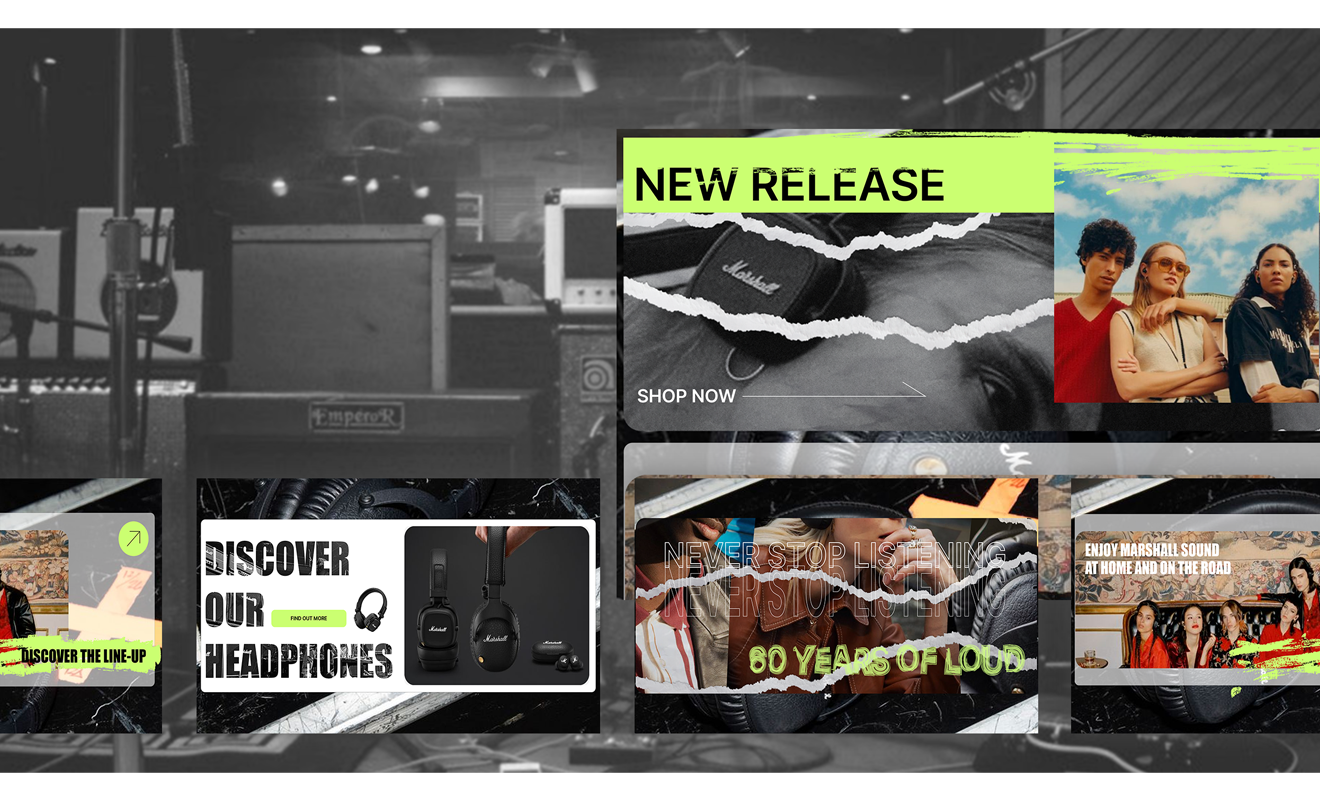 NEW RELEASE
Marshall
SHOP NOW
EmpeRoR
DISCOVER THE LINE-UP
DISCOVER
OUR
HEADPHONES
FIND OUT MORE
Marshall
Marshall
NEVER STOP LISTENING
NEVER STOP LISTENING
60 YEARS OF LOUD
ENJOY MARSHALL SOUND
AT HOME AND ON THE ROAD